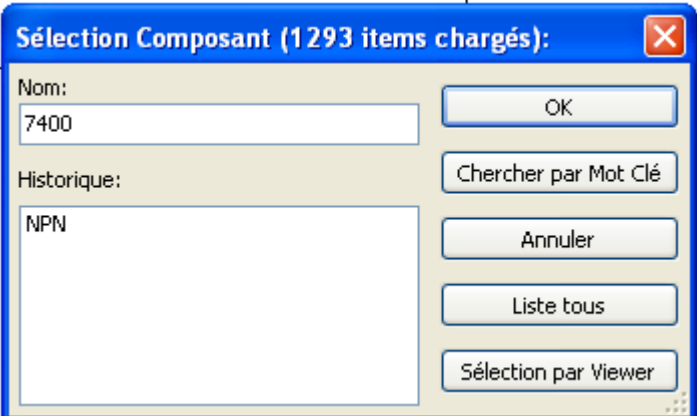 Sélection Composant (1293 items chargés):
Nom:
7400
OK
Chercher par Mot Clé
Historique:
NPN
Annuler
Liste tous
Sélection par Viewer